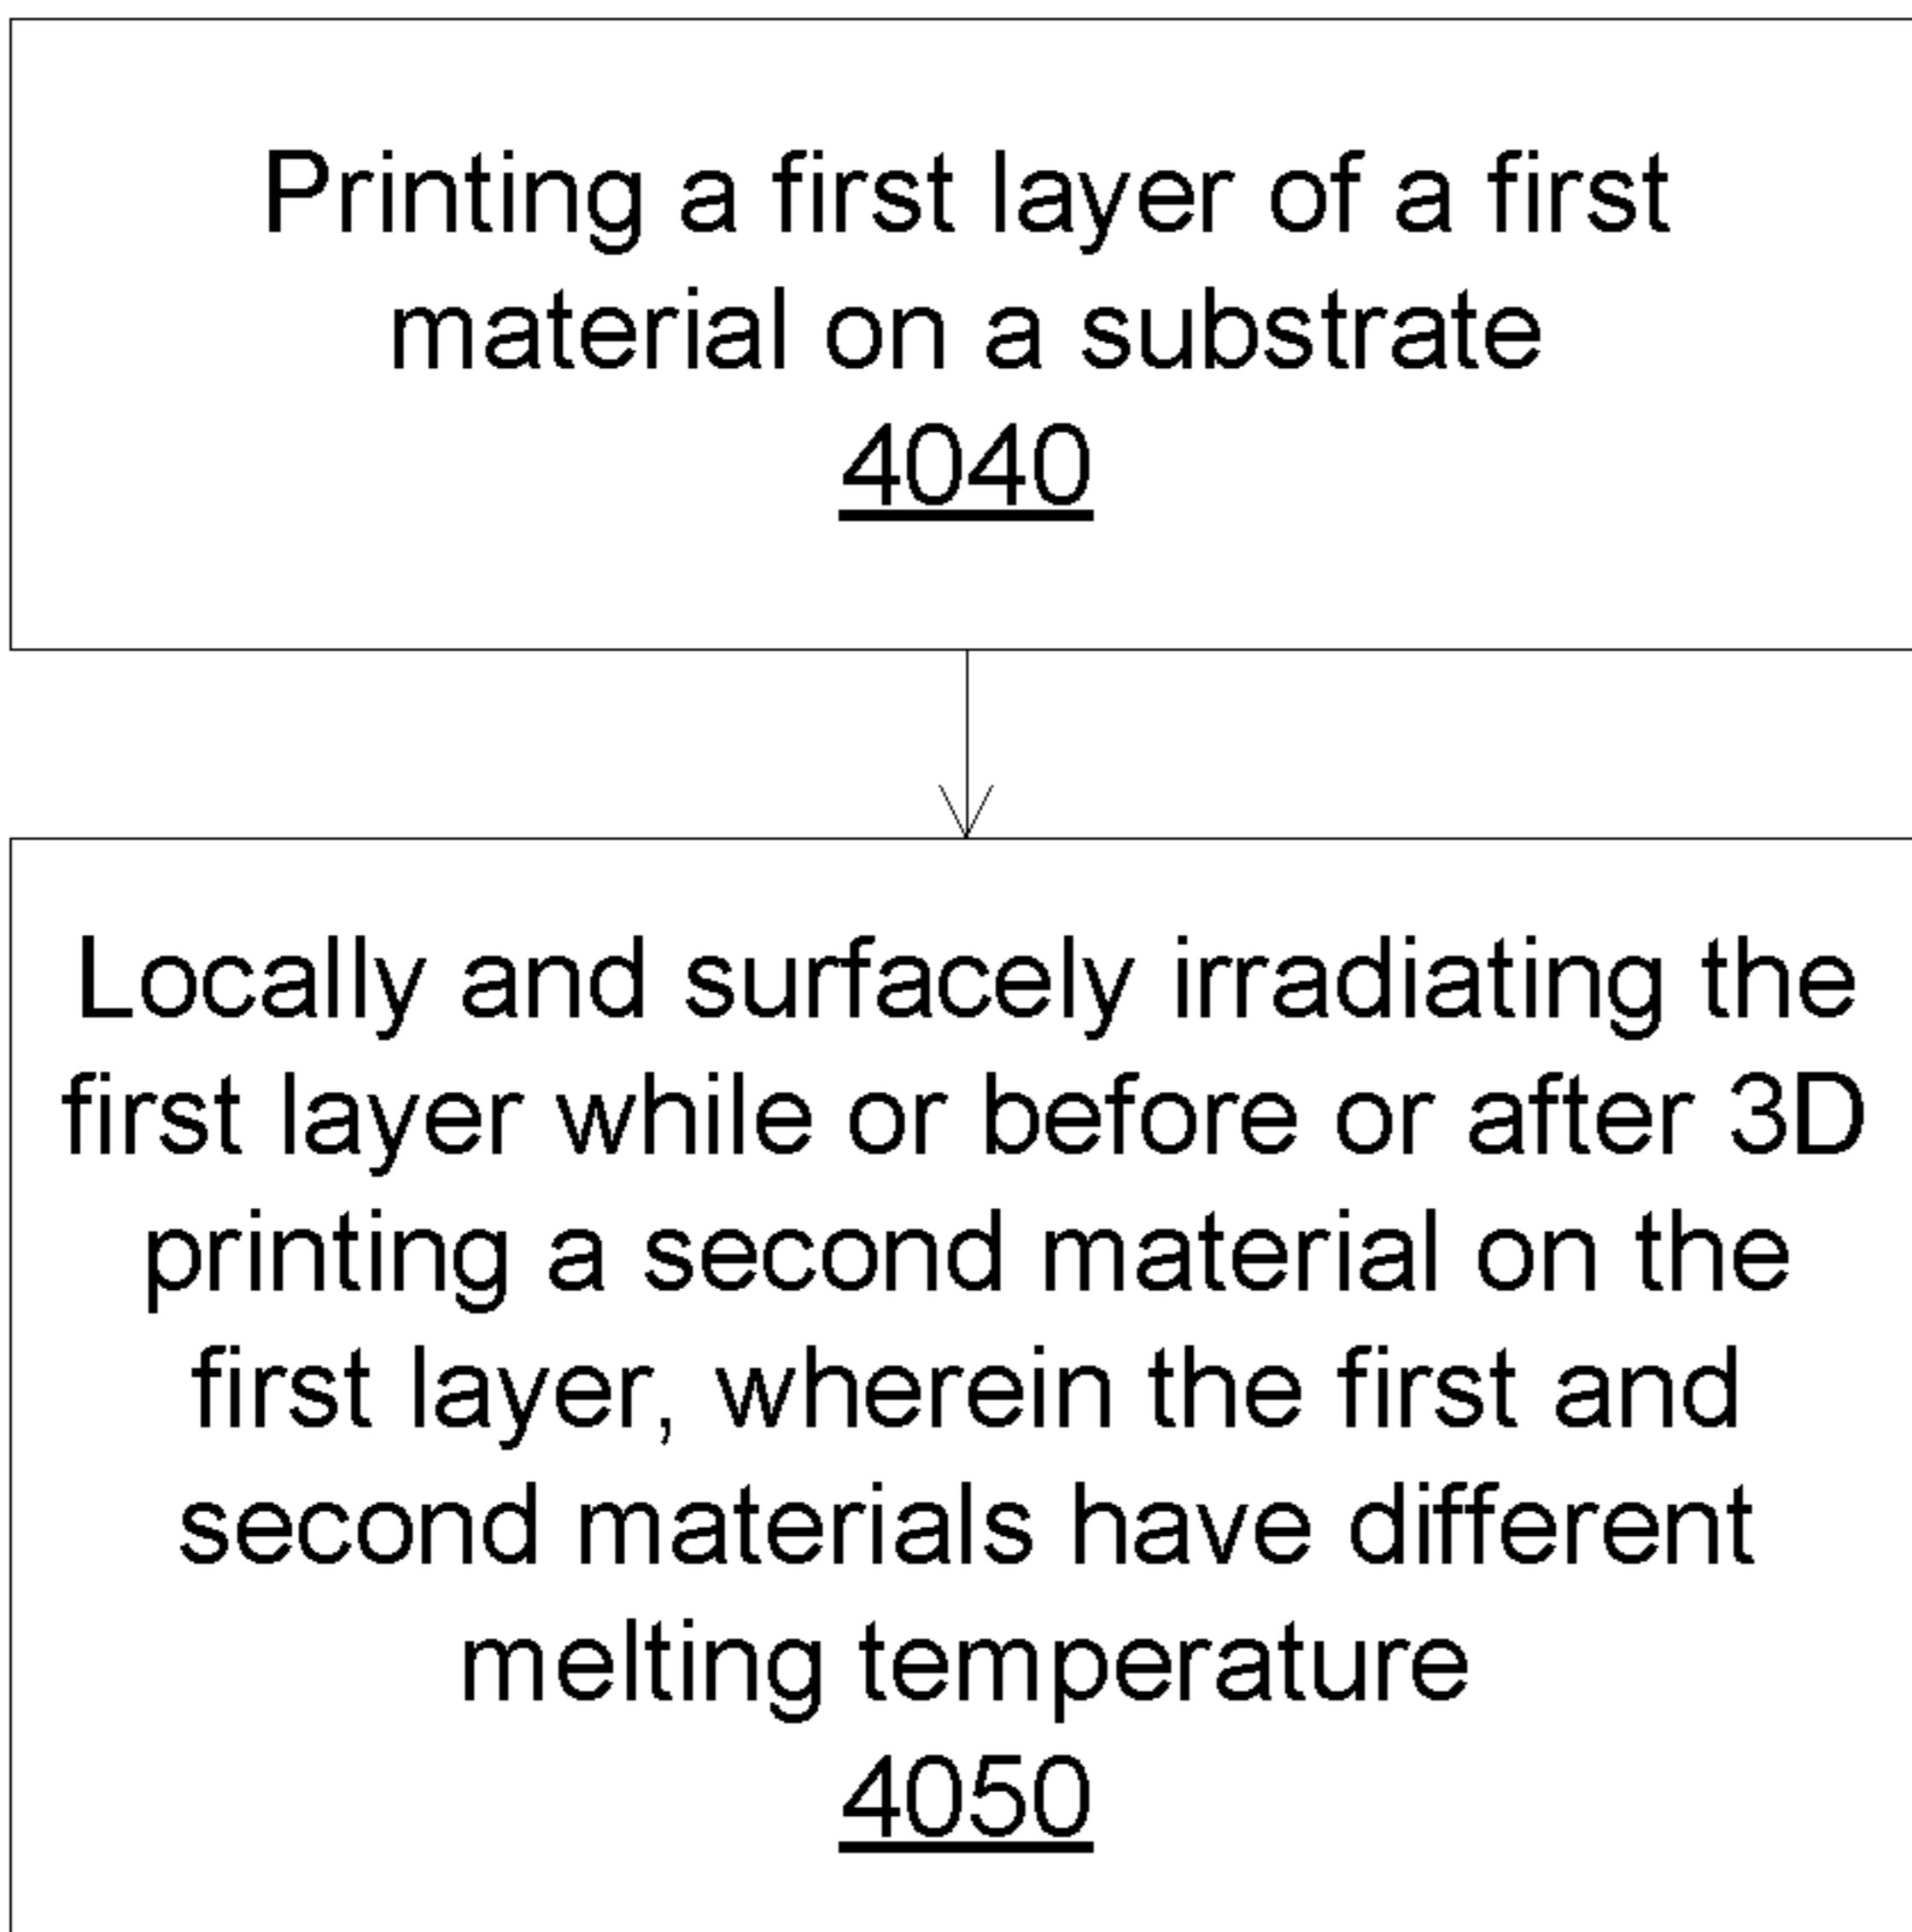 Printing a first layer of a first
material on a substrate
4040
Locally and surfacely irradiating the
first layer while or before or after 3D
printing a second material on the
first layer, wherein the first and
second materials have different
melting temperature
4050